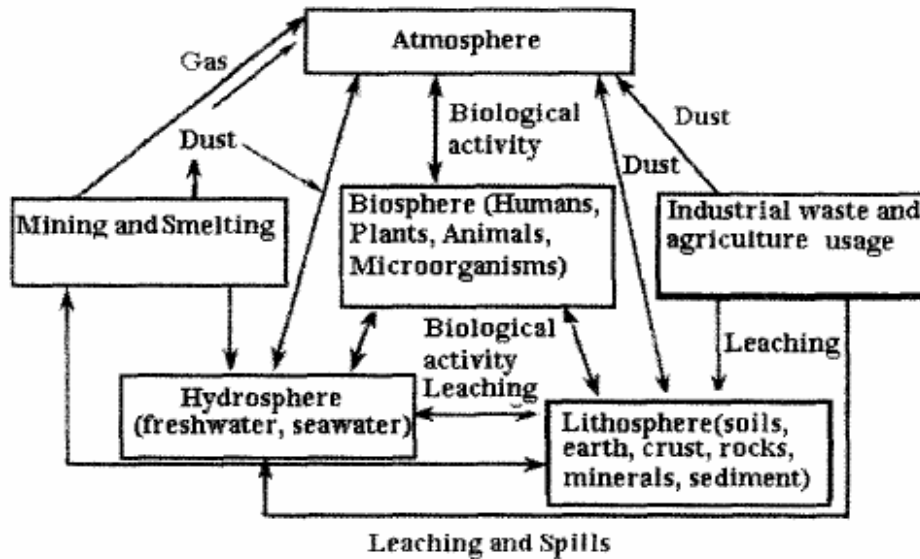 Atmosphere
Gas
Dust
Biological
activity
Dust
Dust
Mining and Smelting
Biosphere (Humans,
Plants, Animals,
Microorganisms)
Industrial waste and
agriculture usage
Biological
activity
Leaching
Leaching
Hydrosphere
(freshwater, seawater)
Lithosphere(soils,
earth, crust, rocks,
minerals, sediment)
Leaching and Spills